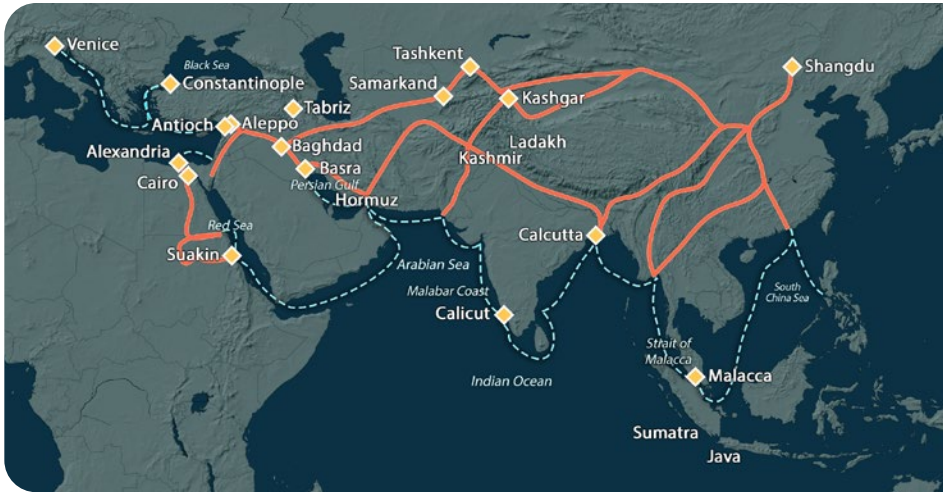 Venice
Black Sea
Constantinople
Tashkent
Shangdu
Samarkand
Tabriz
Kashgar
Antioch
Aleppo
Baghdad
Ladakh
Alexandria
Kashmir
Basra
Cairo
Persian Gulf
Hormuz
Red Sea
Calcutta
Suakin
Arabian Sea
Malabar Coast
South
China Sea
Calicut
Strait of
Malacca
Indian Ocean
Malacca
Sumatra
Java